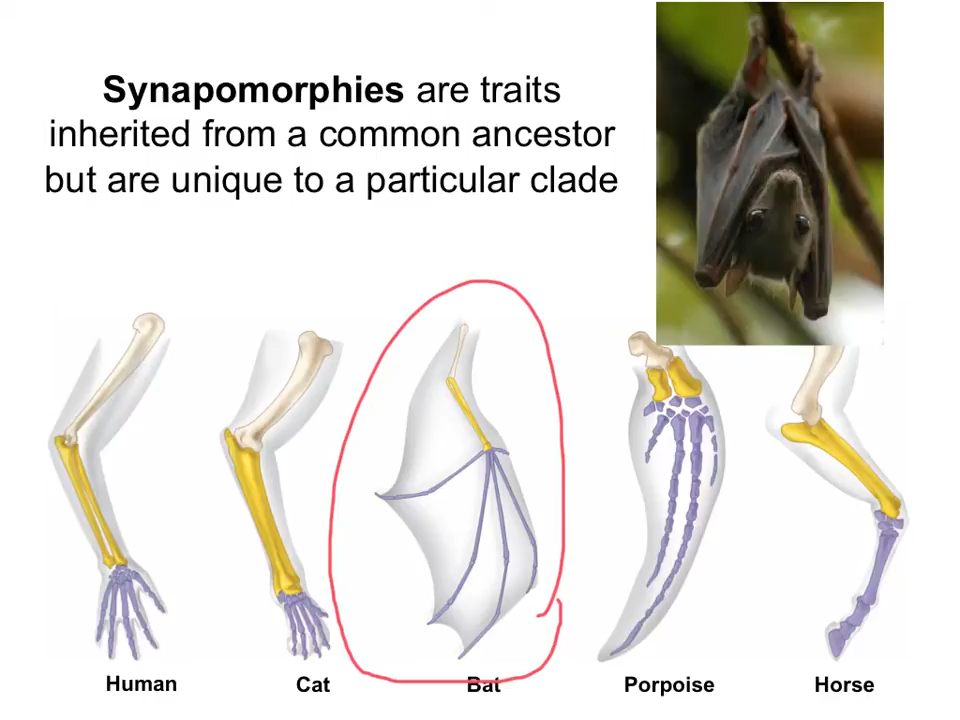 Synapomorphies are traits
inherited from a common ancestor
but are unique to a particular clade
Human Cat Bat Porpoise Horse